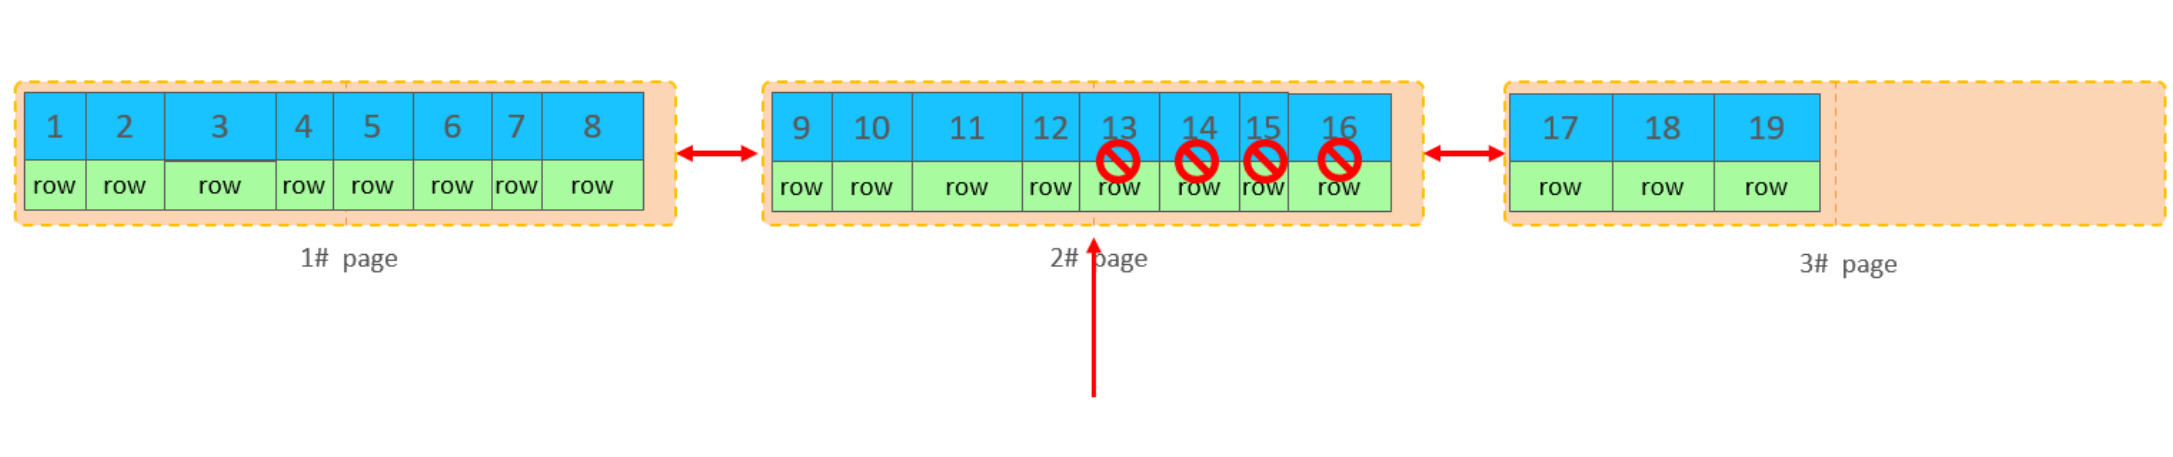 1 2 3 4 5 6 7 8
row row row row row row row row
1# page
9 10 11 12 13 14 15 16
row row row row row row row row
2# page
17 18 19
row row row
3# page